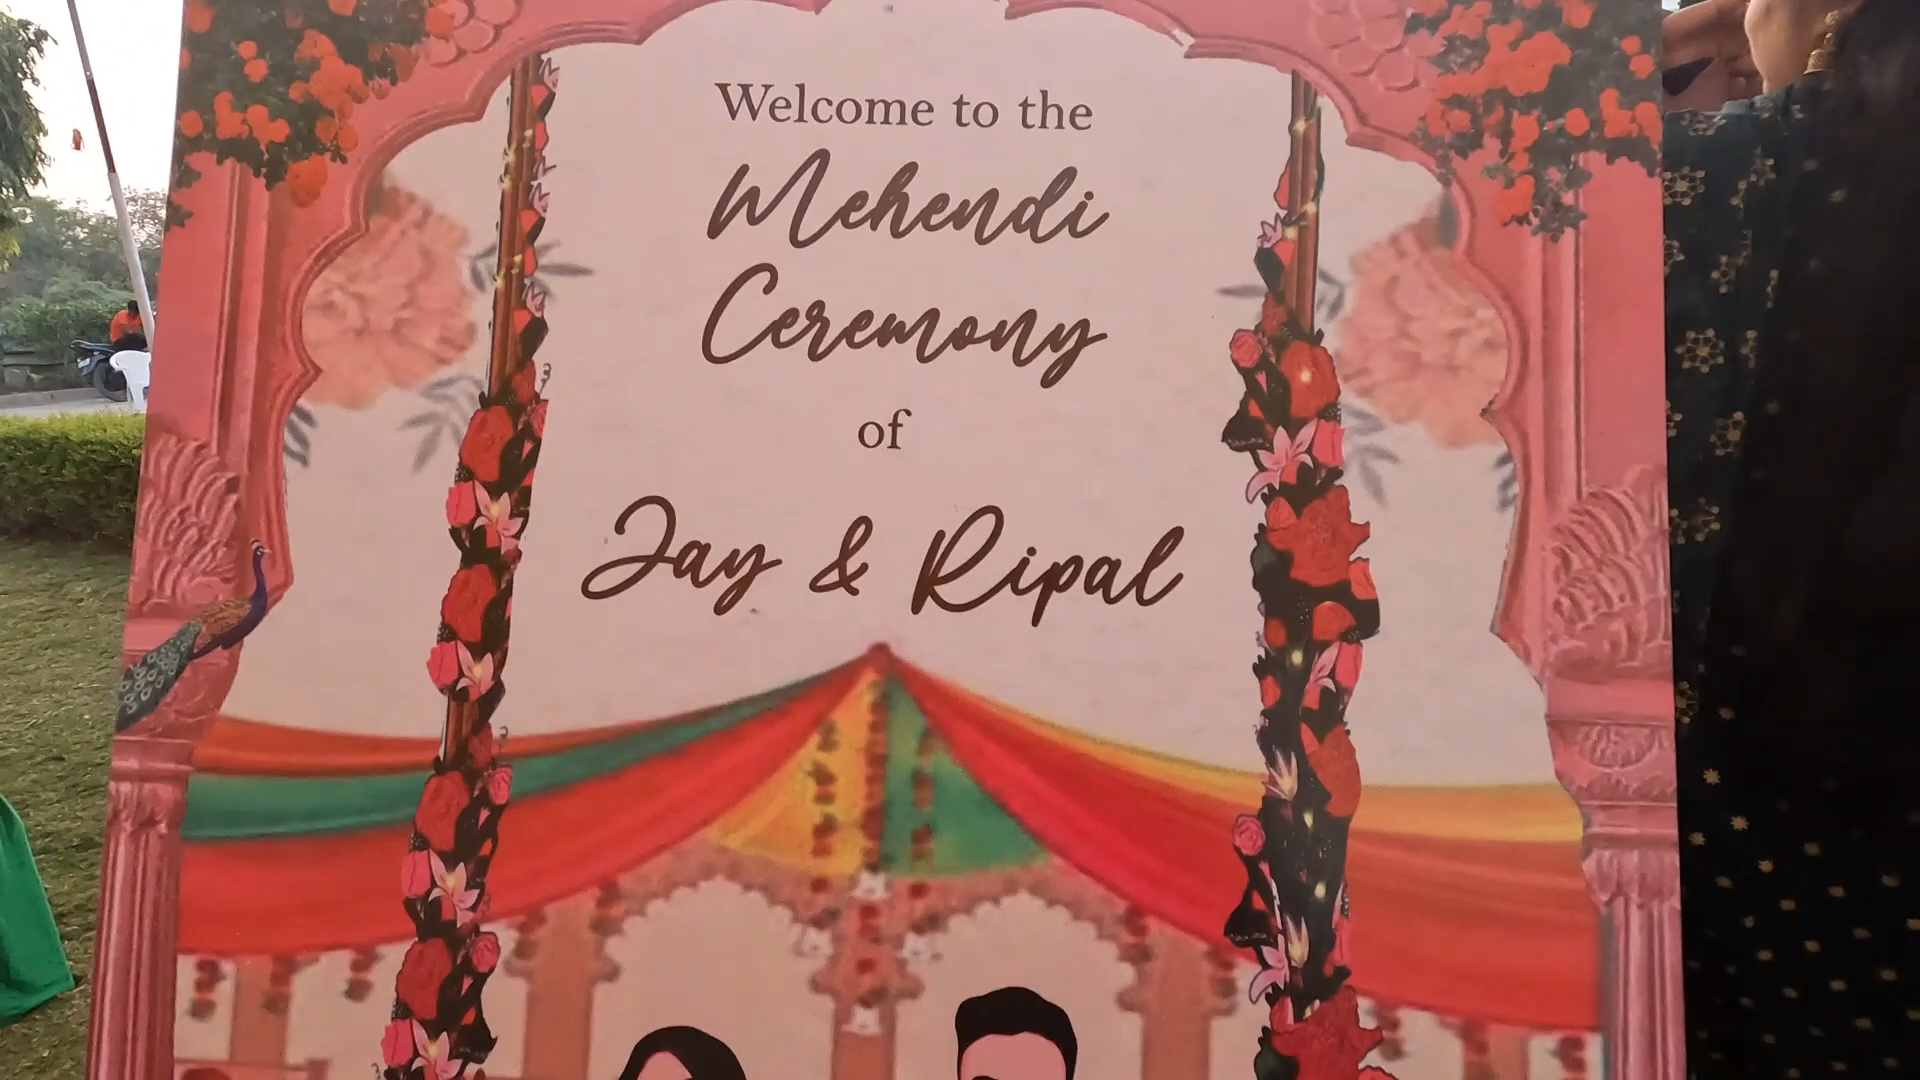 Welcome to the
Mehendi
Ceremony
of
Jay & Ripal